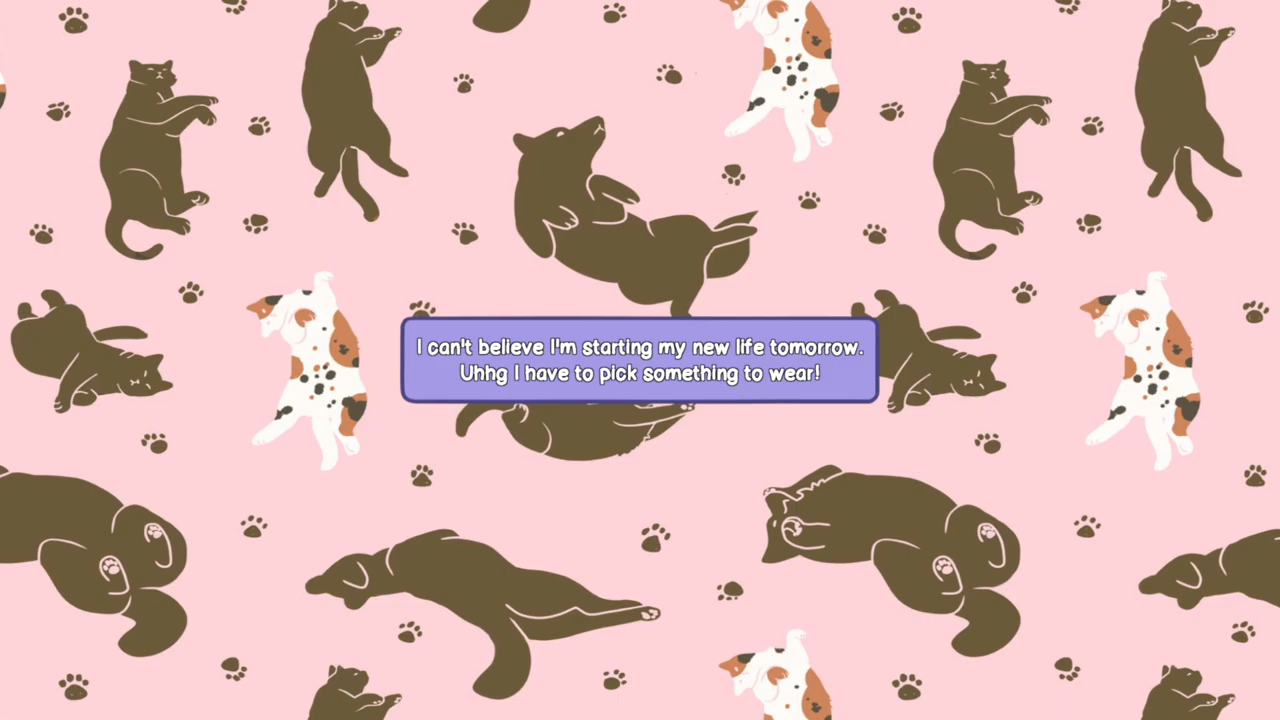 I can't believe I'm starting my new life tomorrow.
Uhhg I have to pick something to wear!